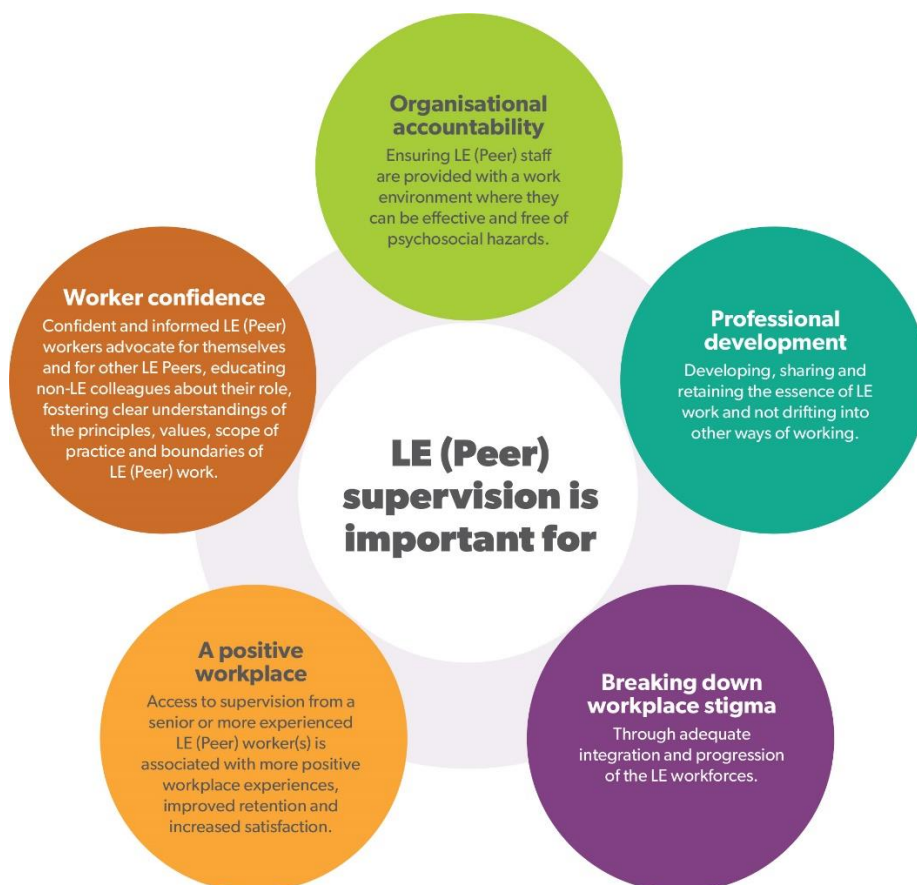 Organisational
accountability
Ensuring LE (Peer) staff
are provided with a work
environment where they
can be effective and free of
psychosocial hazards.
Worker confidence
Confident and informed LE (Peer)
workers advocate for themselves
and for other LE Peers, educating
non-LE colleagues about their role,
fostering clear understandings of
the principles, values, scope of
practice and boundaries of
LE (Peer) work.
Professional
development
Developing, sharing and
retaining the essence of LE
work and not drifting into
other ways of working.
LE (Peer)
supervision is
important for
A positive
workplace
Access to supervision from a
senior or more experienced
LE (Peer) worker(s) is
associated with more positive
workplace experiences,
improved retention and
increased satisfaction.
Breaking down
workplace stigma
Through adequate
integration and progression
of the LE workforces.